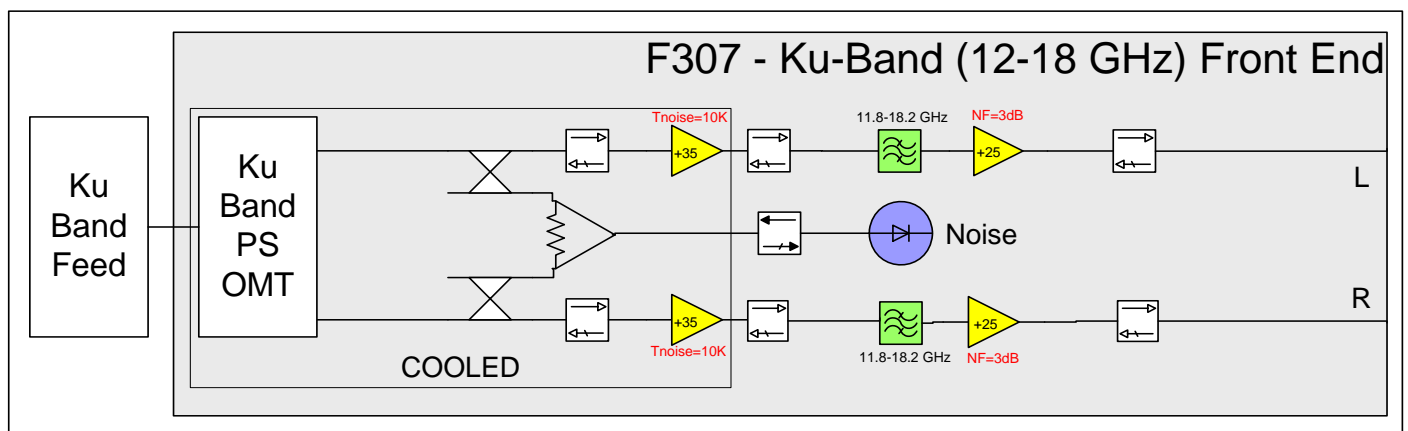 F307 - Ku-Band (12-18 GHz) Front End
Ku
Band
Feed
Ku
Band
PS
OMT
Tnoise=10K
+35
11.8-18.2 GHz
NF=3dB
+25
L
Noise
R
+35
Tnoise=10K
11.8-18.2 GHz
+25
NF=3dB
COOLED